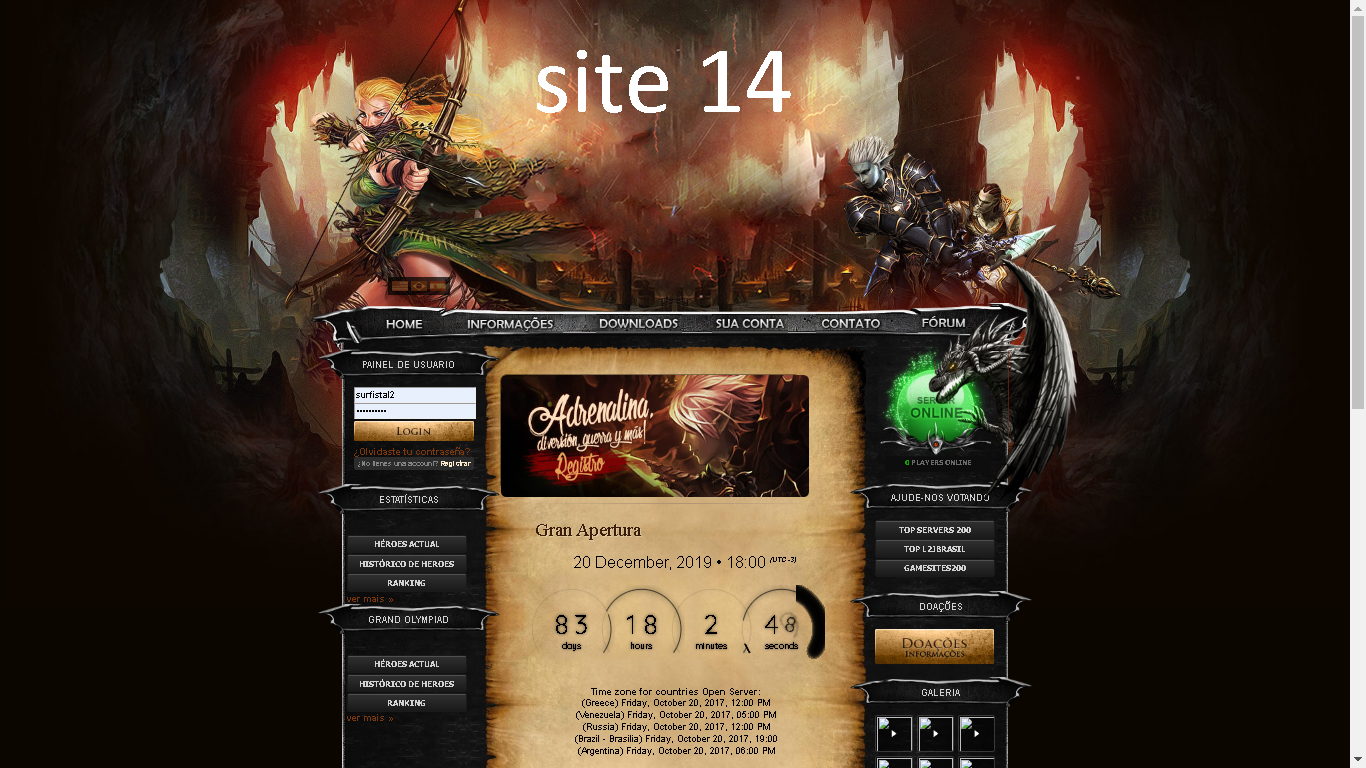 site 14
HOME INFORMAÇÕES DOWNLOADS SUA CONTA CONTATO FÓRUM
PAINEL DE USUARIO
surfistal2
••••••••••
LOGIN
¿Olvidaste tu contraseña?
¿No tienes una account? Registrar
ESTATÍSTICAS
HÉROES ACTUAL
HISTÓRICO DE HEROES
RANKING
ver mais »
GRAND OLYMPIAD
HÉROES ACTUAL
HISTÓRICO DE HEROES
RANKING
ver mais »
Adrenalina,
diversión, guerra y más!
Registro
Gran Apertura
20 December, 2019 • 18:00 (UTC -3)
83 18 2 48
days hours minutes seconds
Time zone for countries Open Server:
(Greece) Friday, October 20, 2017, 12:00 PM
(Venezuela) Friday, October 20, 2017, 05:00 PM
(Russia) Friday, October 20, 2017, 12:00 PM
(Brazil - Brasilia) Friday, October 20, 2017, 19:00
(Argentina) Friday, October 20, 2017, 06:00 PM
ONLINE
0 PLAYERS ONLINE
AJUDE-NOS VOTANDO
TOP SERVERS 200
TOP L2JBRASIL
GAMESITES200
DOAÇÕES
DOAÇÕES
INFORMAÇÕES
GALERIA